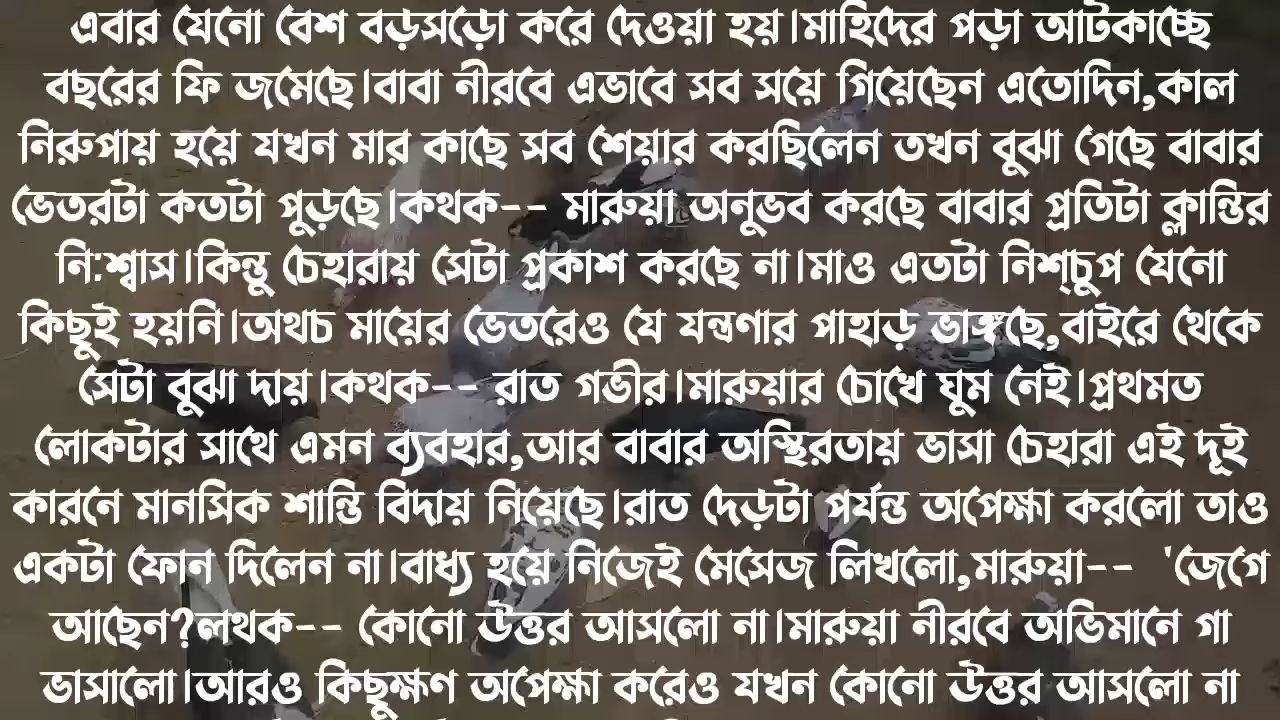 এবার যেনো বেশ বড়সড়ো করে দেওয়া হয়।মাহিদের পড়া আটকাচ্ছে
বছরের ফি জমেছে।বাবা নীরবে এভাবে সব সয়ে গিয়েছেন এতোদিন,কাল
নিরুপায় হয়ে যখন মার কাছে সব শেয়ার করছিলেন তখন বুঝা গেছে বাবার
ভেতরটা কতটা পুড়ছে।কথক-- মারুয়া অনুভব করছে বাবার প্রতিটা ক্লান্তির
নি:শ্বাস।কিন্তু চেহারায় সেটা প্রকাশ করছে না।মাও এতটা নিশ্চুপ যেনো
কিছুই হয়নি।অথচ মায়ের ভেতরেও যে যন্ত্রণার পাহাড় ভাঙ্গছে,বাইরে থেকে
সেটা বুঝা দায়।কথক-- রাত গভীর।মারুয়ার চোখে ঘুম নেই।প্রথমত
লোকটার সাথে এমন ব্যবহার,আর বাবার অস্থিরতায় ভাসা চেহারা এই দূই
কারনে মানসিক শান্তি বিদায় নিয়েছে।রাত দেড়টা পর্যন্ত অপেক্ষা করলো তাও
একটা ফোন দিলেন না।বাধ্য হয়ে নিজেই মেসেজ লিখলো,মারুয়া-- 'জেগে
আছেন?লথক-- কোনো উত্তর আসলো না।মারুয়া নীরবে অভিমানে গা
ভাসালো।আরও কিছুক্ষণ অপেক্ষা করেও যখন কোনো উত্তর আসলো না